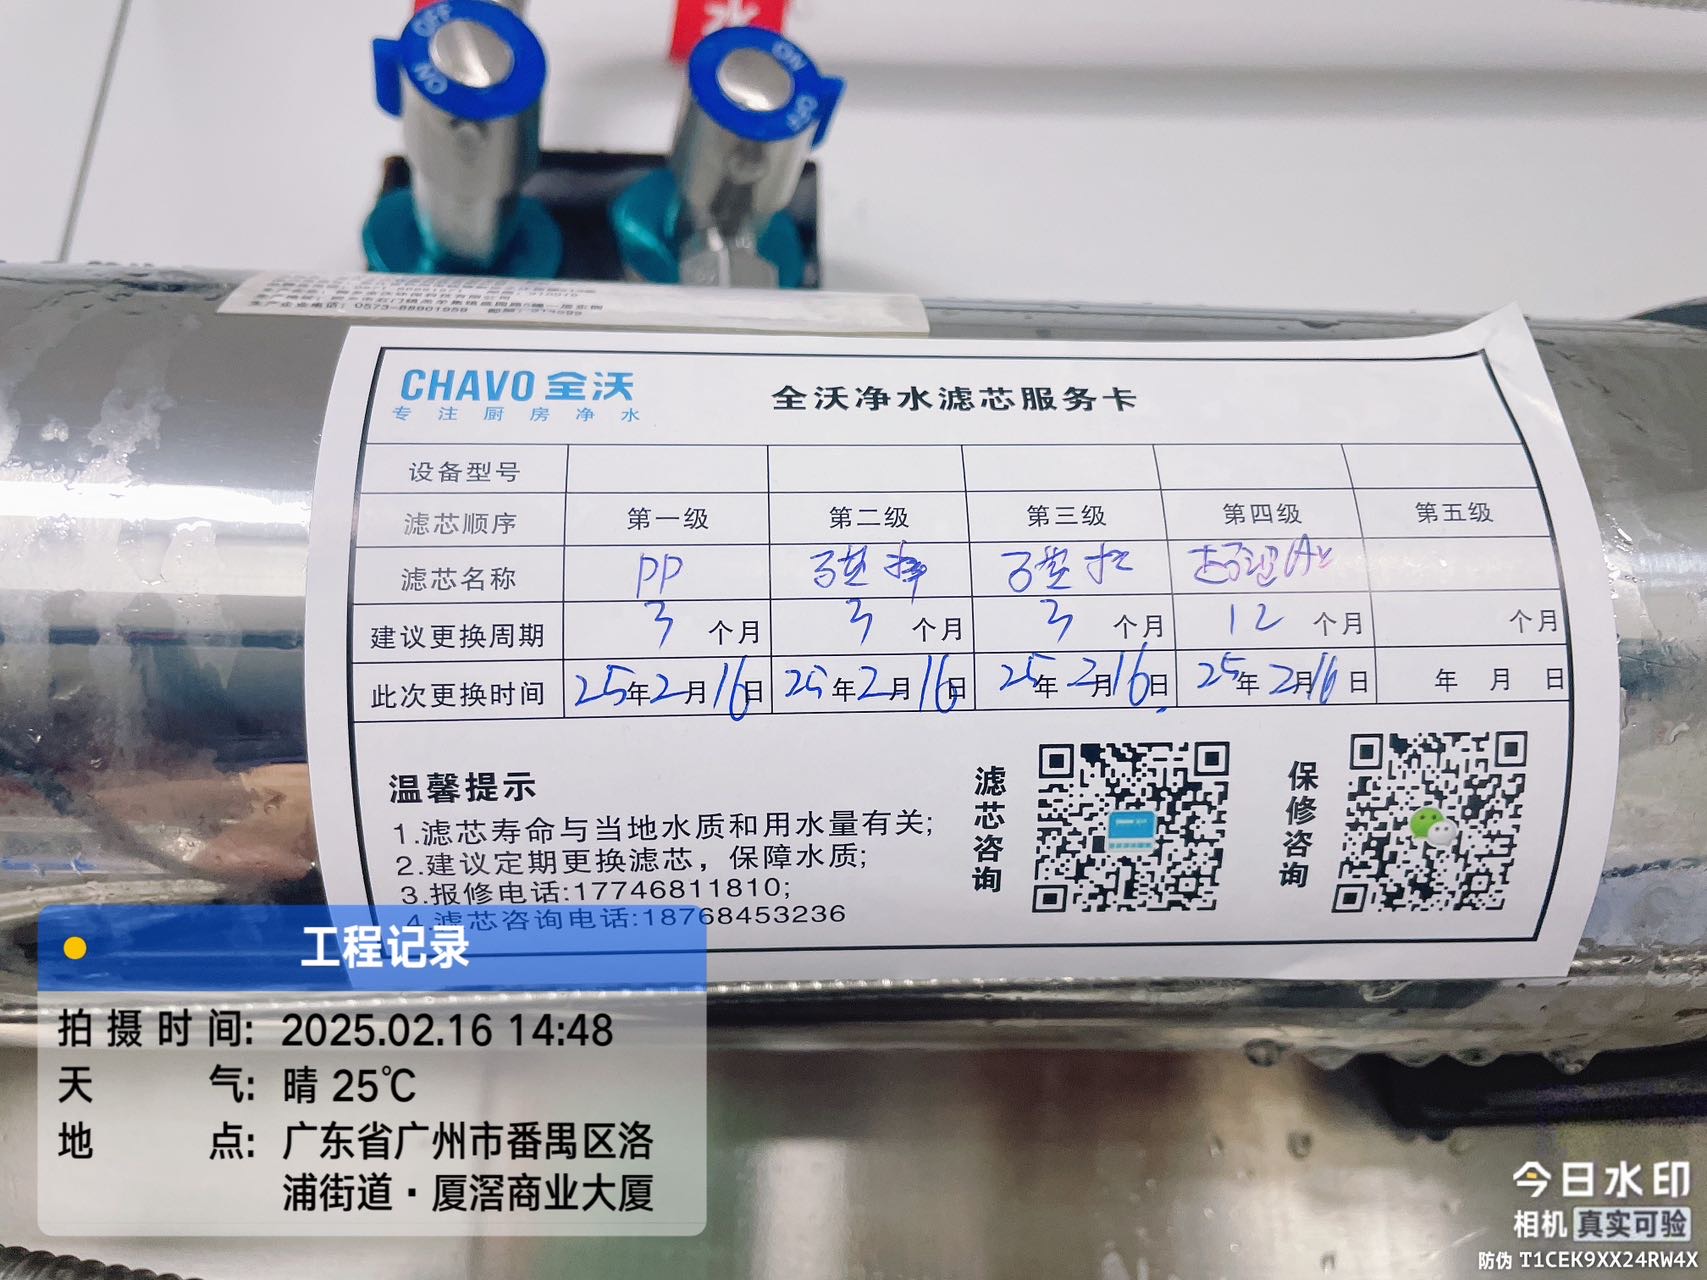 OFF
ON
水
ON
OFF
CHAVO 全沃
专注厨房净水
全沃净水滤芯服务卡
设备型号
滤芯顺序 第一级 第二级 第三级 第四级 第五级
滤芯名称 PP
建议更换周期 3个月 3个月 3个月 12个月 个月
此次更换时间 25年2月16日 25年2月16日 25年2月16日 25年2月16日 年 月 日
温馨提示
1.滤芯寿命与当地水质和用水量有关;
2.建议定期更换滤芯，保障水质;
3.报修电话:17746811810;
4.滤芯咨询电话:18768453236
滤芯咨询
保修咨询
工程记录
拍摄时间: 2025.02.16 14:48
天气: 晴 25℃
地点: 广东省广州市番禺区洛
浦街道·厦滘商业大厦
今日水印
相机 真实可验
防伪 T1CEK9XX24RW4X